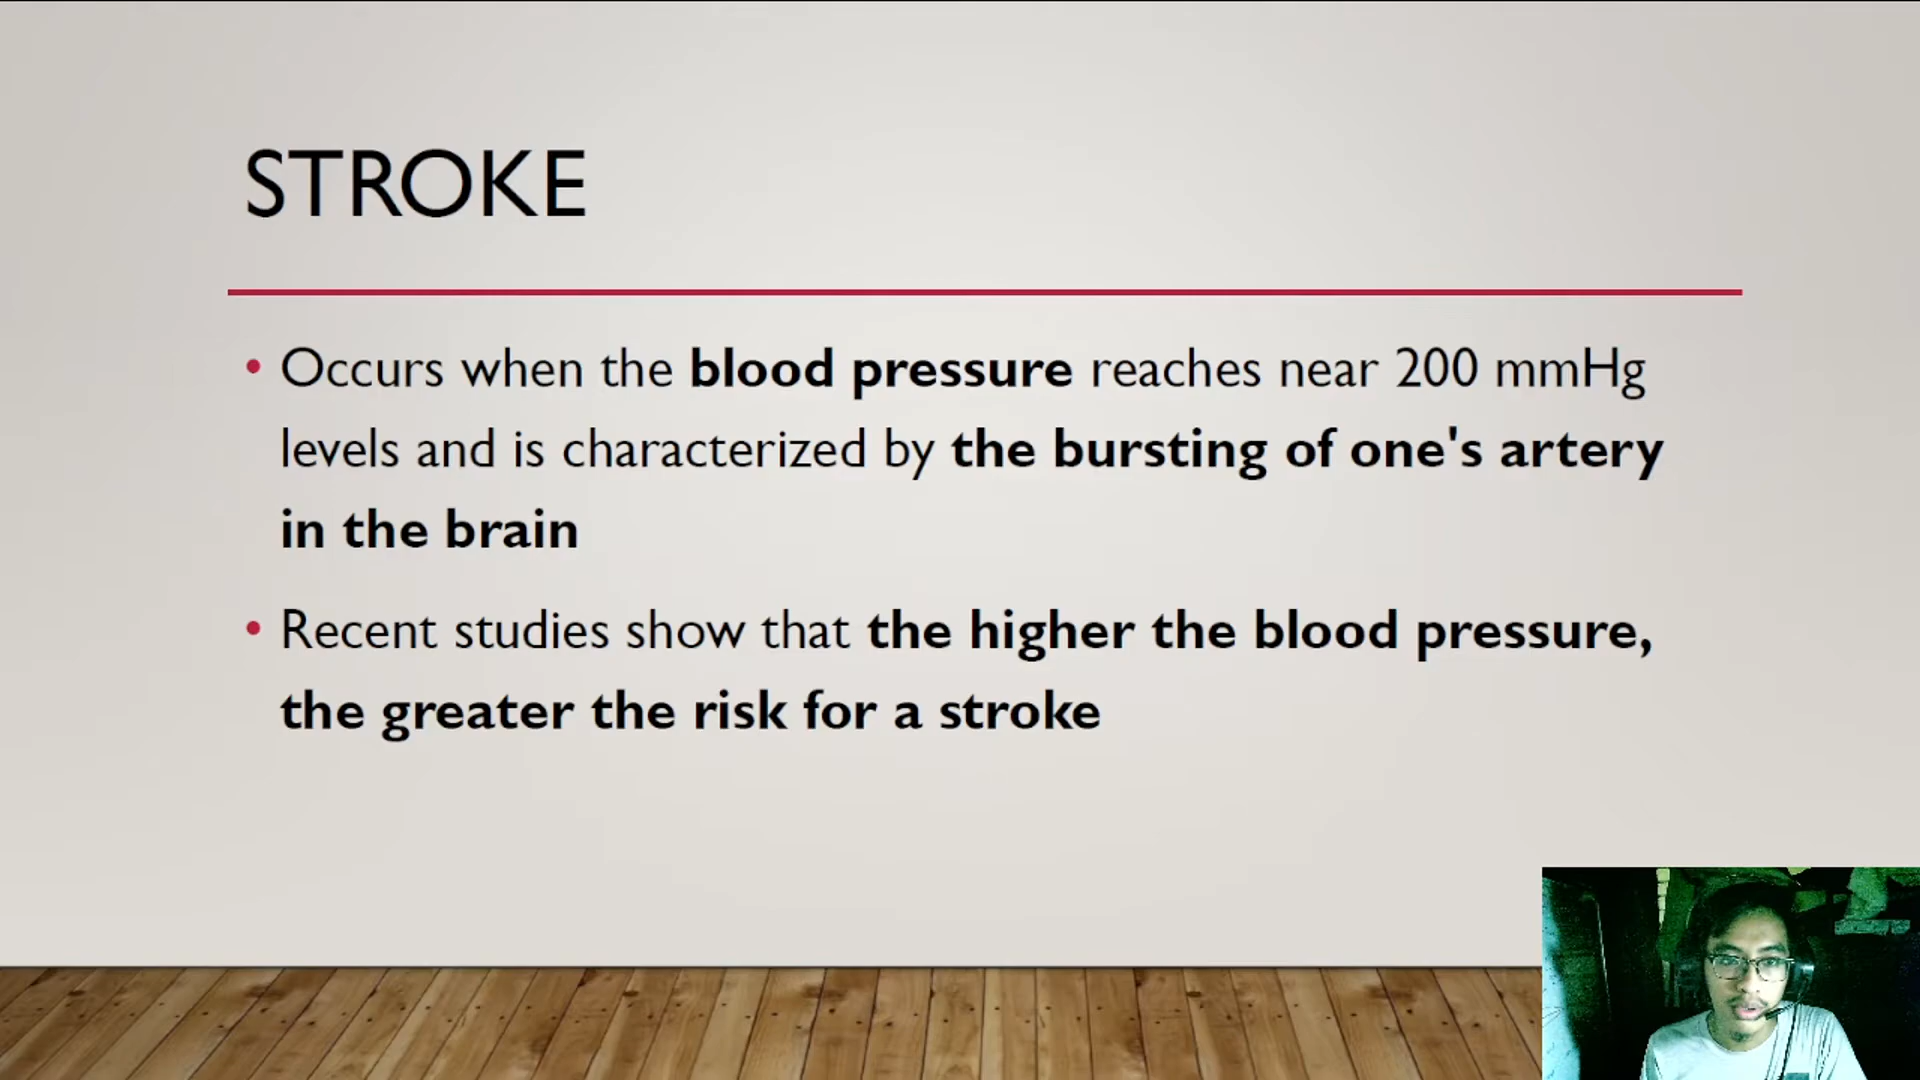 STROKE
• Occurs when the blood pressure reaches near 200 mmHg
levels and is characterized by the bursting of one's artery
in the brain
• Recent studies show that the higher the blood pressure,
the greater the risk for a stroke